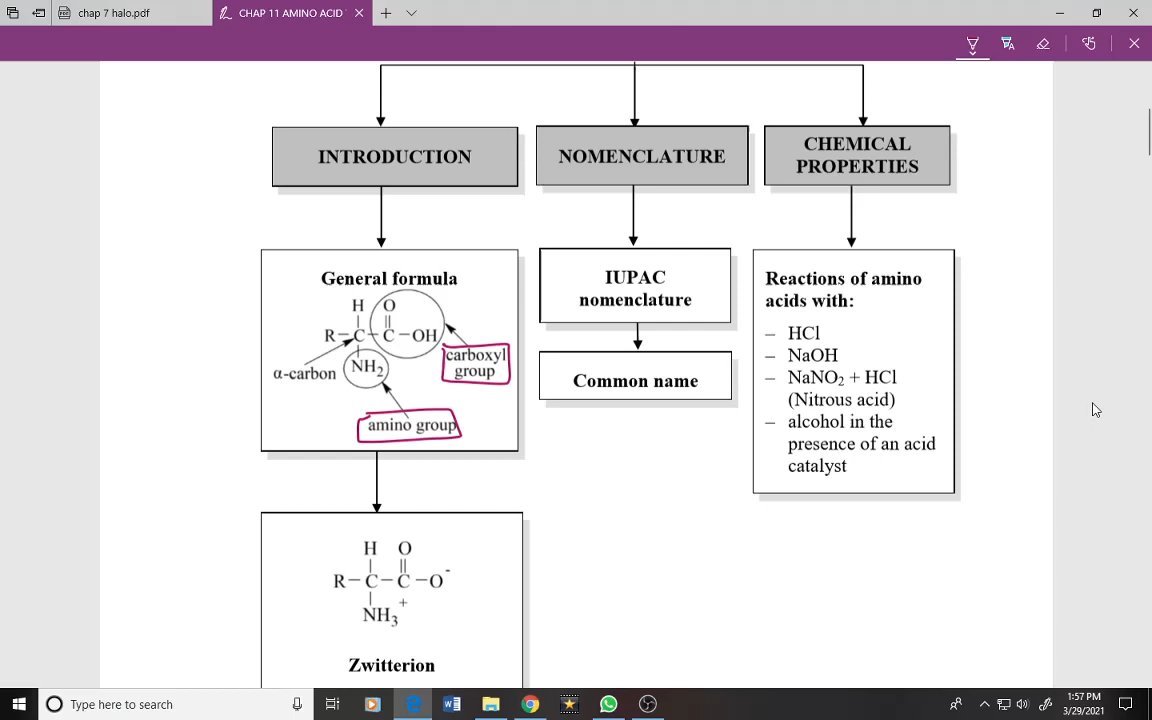 chap 7 halo.pdf
CHAP 11 AMINO ACID
INTRODUCTION
NOMENCLATURE
CHEMICAL
PROPERTIES
General formula
H O
R–C–C–OH
NH2
α-carbon
carboxyl
group
amino group
IUPAC
nomenclature
Common name
Reactions of amino
acids with:
– HCl
– NaOH
– NaNO2 + HCl
(Nitrous acid)
– alcohol in the
presence of an acid
catalyst
H O
R–C–C–O-
+
NH3
Zwitterion
Type here to search
1:57 PM
3/29/2021